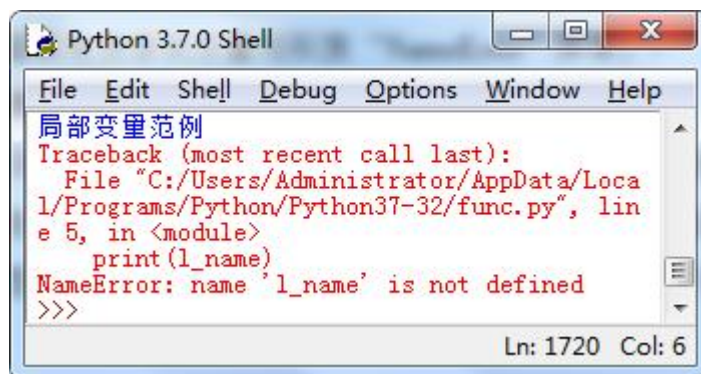 Python 3.7.0 Shell
File Edit Shell Debug Options Window Help
局部变量范例
Traceback (most recent call last):
  File "C:/Users/Administrator/AppData/Loca
l/Programs/Python/Python37-32/func.py", lin
e 5, in <module>
    print(l_name)
NameError: name 'l_name' is not defined
>>>
Ln: 1720 Col: 6